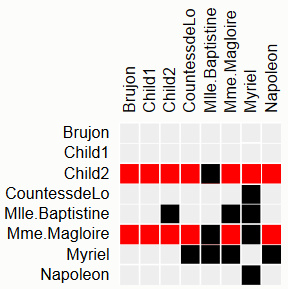 Brujon
Child1
Child2
CountessdeLo
Mlle.Baptistine
Mme.Magloire
Myriel
Napoleon
Brujon
Child1
Child2
CountessdeLo
Mlle.Baptistine
Mme.Magloire
Myriel
Napoleon